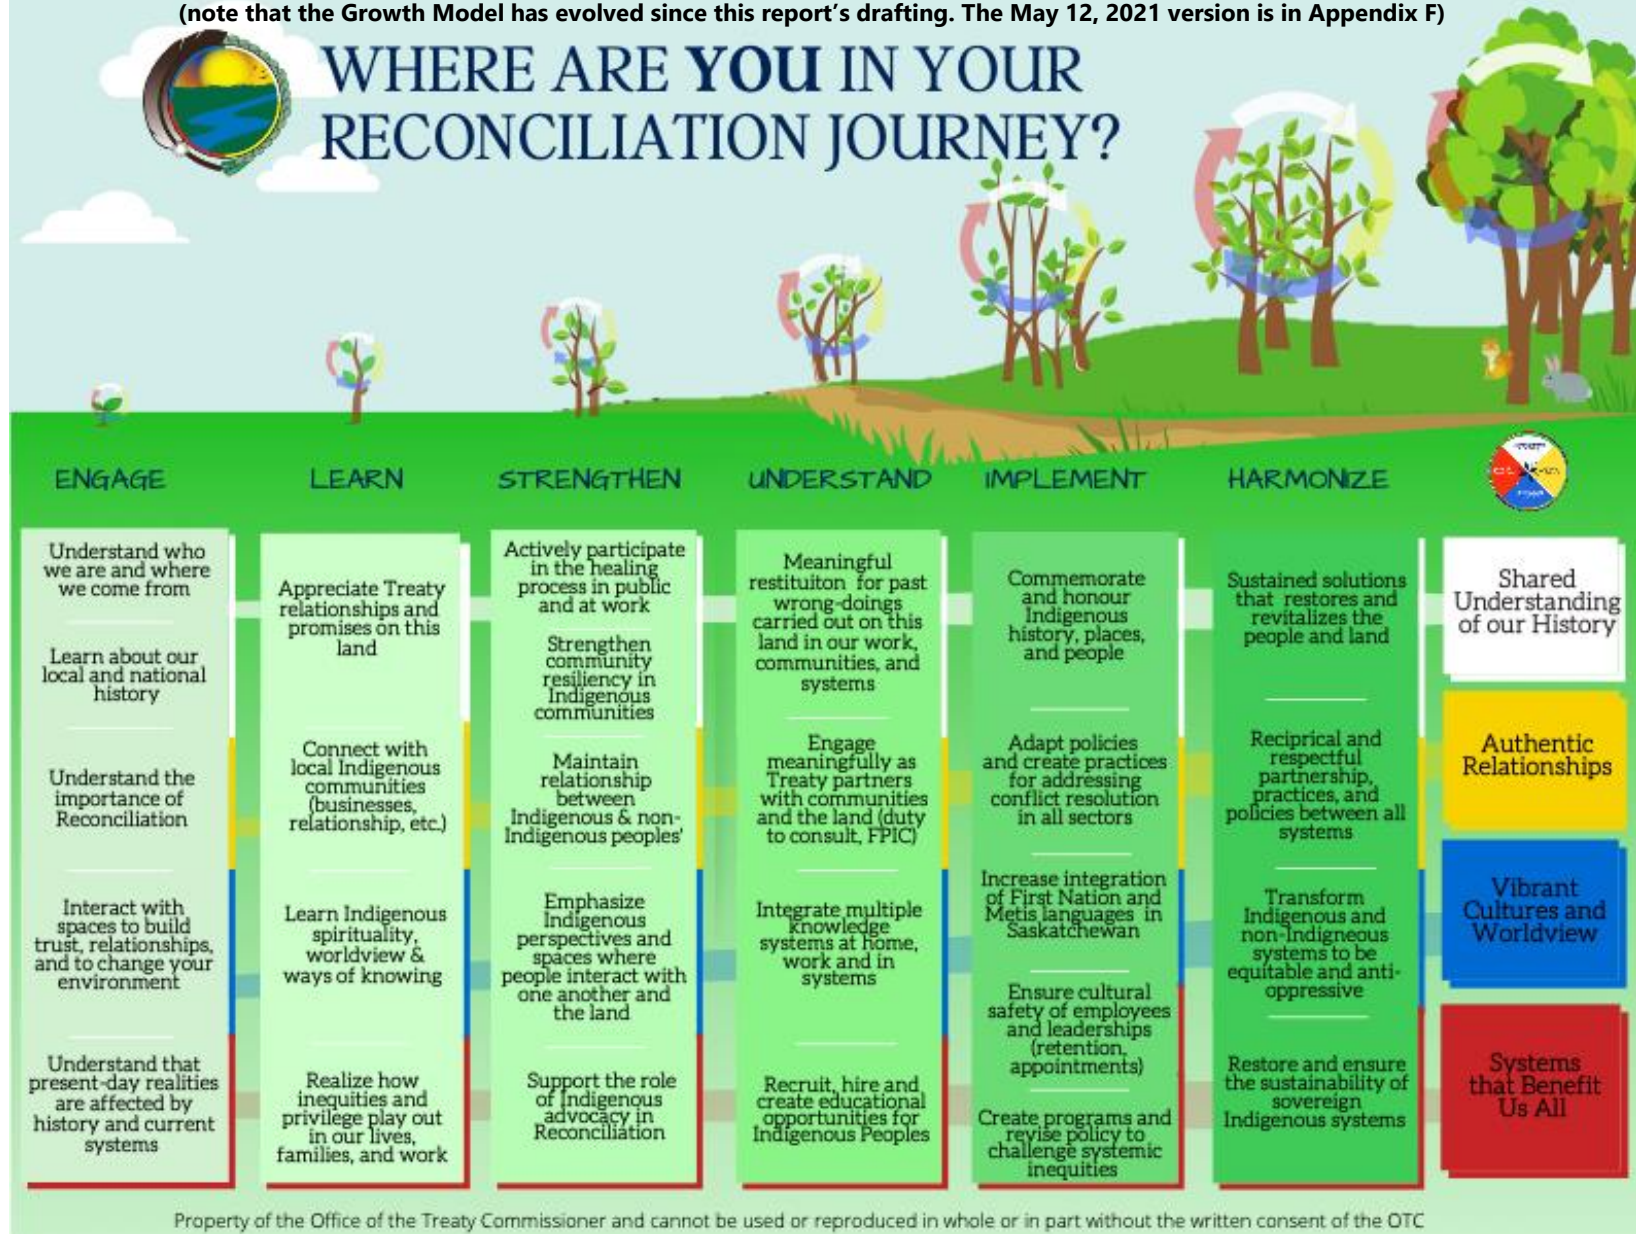 (note that the Growth Model has evolved since this report's drafting. The May 12, 2021 version is in Appendix F)
WHERE ARE YOU IN YOUR
RECONCILIATION JOURNEY?
ENGAGE
Understand who
we are and where
we come from
Learn about our
local and national
history
Understand the
importance of
Reconciliation
Interact with
spaces to build
trust, relationships,
and to change your
environment
Understand that
present-day realities
are affected by
history and current
systems
LEARN
Appreciate Treaty
relationships and
promises on this
land
Connect with
local Indigenous
communities
(businesses,
relationship, etc.)
Learn Indigenous
spirituality,
worldview &
ways of knowing
Realize how
inequities and
privilege play out
in our lives,
families, and work
STRENGTHEN
Actively participate
in the healing
process in public
and at work
Strengthen
community
resiliency in
Indigenous
communities
Maintain
relationship
between
Indigenous & non-
Indigenous peoples'
Emphasize
Indigenous
perspectives and
spaces where
people interact with
one another and
the land
Support the role
of Indigenous
advocacy in
Reconciliation
UNDERSTAND
Meaningful
restituiton for past
wrong-doings
carried out on this
land in our work,
communities, and
systems
Engage
meaningfully as
Treaty partners
with communities
and the land (duty
to consult, FPIC)
Integrate multiple
knowledge
systems at home,
work and in
systems
Recruit, hire and
create educational
opportunities for
Indigenous Peoples
IMPLEMENT
Commemorate
and honour
Indigenous
history, places,
and people
Adapt policies
and create practices
for addressing
conflict resolution
in all sectors
Increase integration
of First Nation and
Metis languages in
Saskatchewan
Ensure cultural
safety of employees
and leaderships
(retention,
appointments)
Create programs and
revise policy to
challenge systemic
inequities
HARMONIZE
Sustained solutions
that restores and
revitalizes the
people and land
Reciprical and
respectful
partnership,
practices, and
policies between all
systems
Transform
Indigenous and
non-Indigneous
systems to be
equitable and anti-
oppressive
Restore and ensure
the sustainability of
sovereign
Indigenous systems
Shared
Understanding
of our History
Authentic
Relationships
Vibrant
Cultures and
Worldview
Systems
that Benefit
Us All
Property of the Office of the Treaty Commissioner and cannot be used or reproduced in whole or in part without the written consent of the OTC